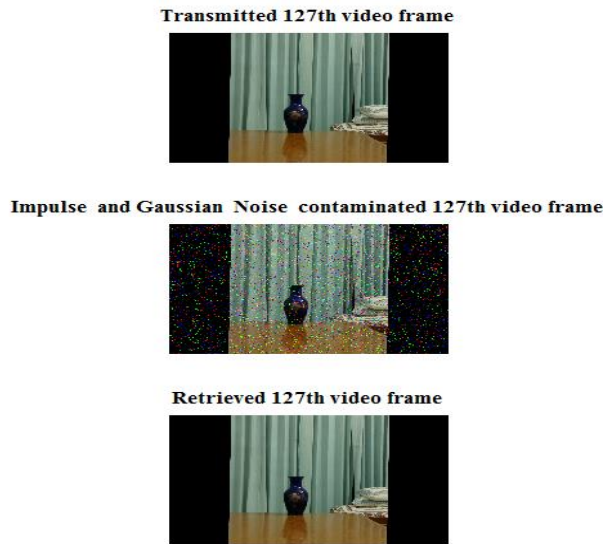 Transmitted 127th video frame
Impulse and Gaussian Noise contaminated 127th video frame
Retrieved 127th video frame